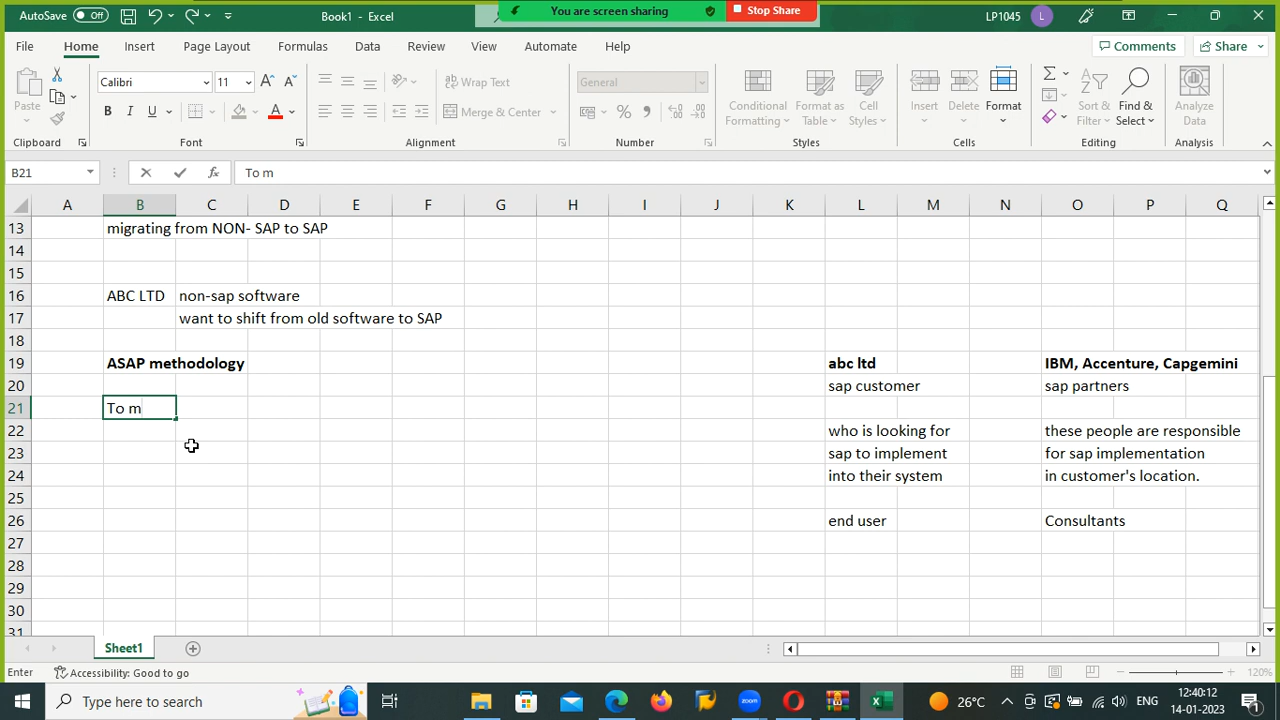 AutoSave Off Book1 - Excel You are screen sharing Stop Share LP1045 L
File Home Insert Page Layout Formulas Data Review View Automate Help Comments Share
Paste Calibri 11 Wrap Text General Conditional Formatting Format as Table Cell Styles Insert Delete Format Sort & Filter Find & Select Analyze Data
B I U A Merge & Center
Clipboard Font Alignment Number Styles Cells Editing Analysis
B21 fx To m
A B C D E F G H I J K L M N O P Q
13 migrating from NON- SAP to SAP
14
15
16 ABC LTD non-sap software
17 want to shift from old software to SAP
18
19 ASAP methodology abc ltd IBM, Accenture, Capgemini
20 sap customer sap partners
21 To m
22 who is looking for these people are responsible
23 sap to implement for sap implementation
24 into their system in customer's location.
25
26 end user Consultants
27
28
29
30
31
Sheet1
Enter Accessibility: Good to go 120%
Type here to search zoom 26°C ENG 12:40:12
14-01-2023 1